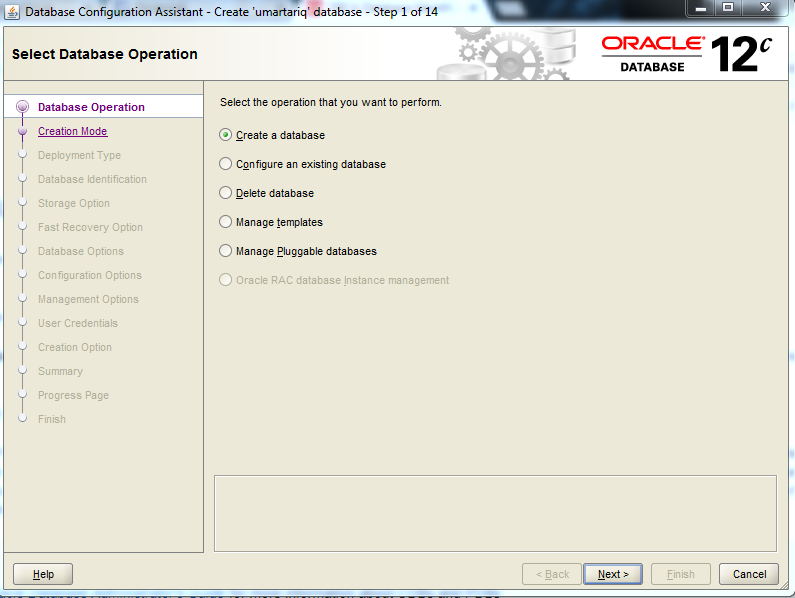 Database Configuration Assistant - Create 'umartariq' database - Step 1 of 14
Select Database Operation
ORACLE®
DATABASE
12c
Database Operation
Creation Mode
Deployment Type
Database Identification
Storage Option
Fast Recovery Option
Database Options
Configuration Options
Management Options
User Credentials
Creation Option
Summary
Progress Page
Finish
Select the operation that you want to perform.
Create a database
Configure an existing database
Delete database
Manage templates
Manage Pluggable databases
Oracle RAC database Instance management
Help
< Back
Next >
Finish
Cancel